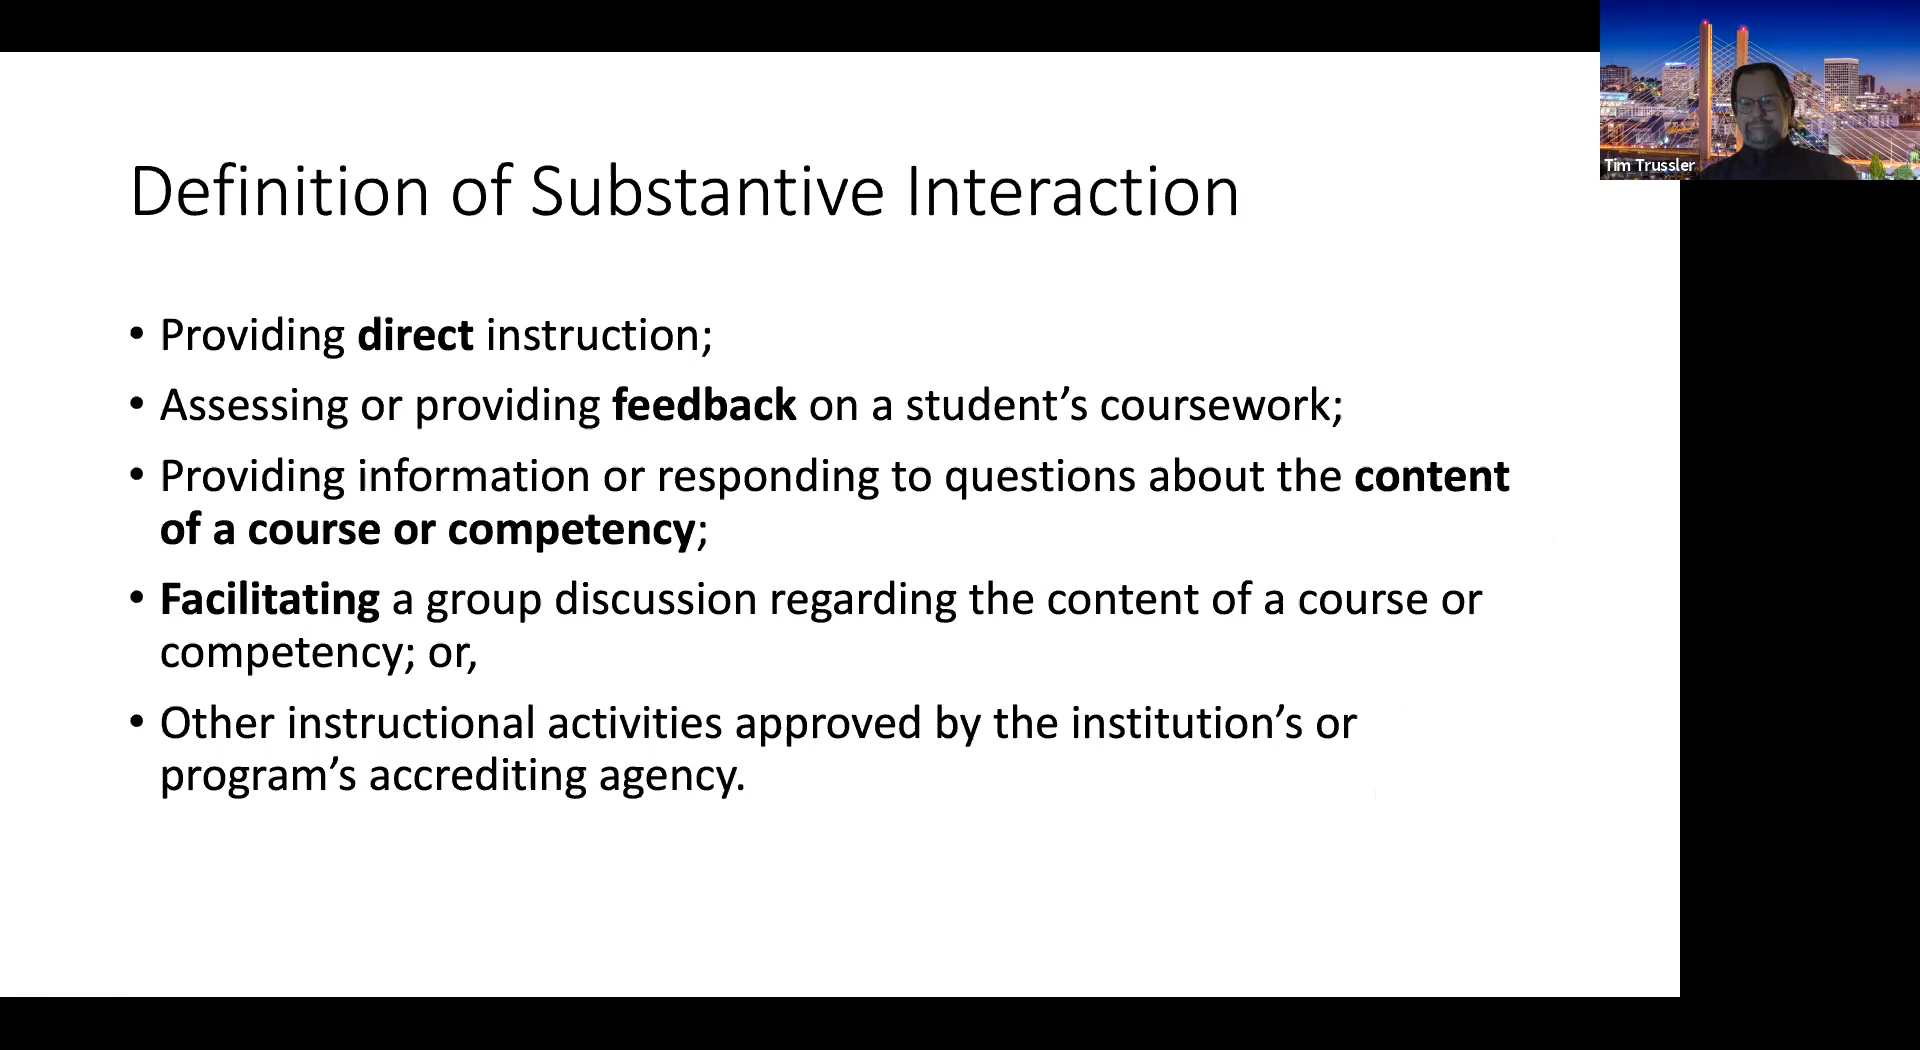 Definition of Substantive Interaction
• Providing direct instruction;
• Assessing or providing feedback on a student’s coursework;
• Providing information or responding to questions about the content
of a course or competency;
• Facilitating a group discussion regarding the content of a course or
competency; or,
• Other instructional activities approved by the institution’s or
program’s accrediting agency.
Tim Trussler